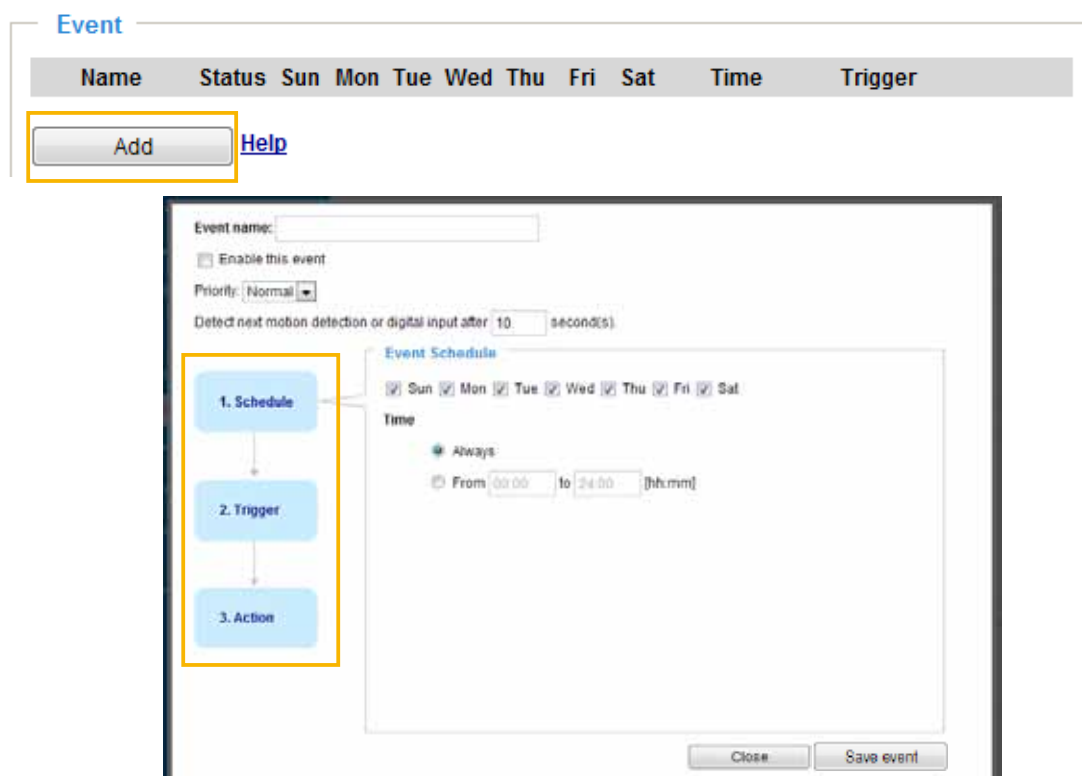 Event
Name Status Sun Mon Tue Wed Thu Fri Sat Time Trigger
Add Help
Event name:
Enable this event
Priority: Normal
Detect next motion detection or digital input after 10 second(s).
Event Schedule
1. Schedule
Sun Mon Tue Wed Thu Fri Sat
Time
Always
From 00:00 to 24:00 [hh:mm]
2. Trigger
3. Action
Close Save event